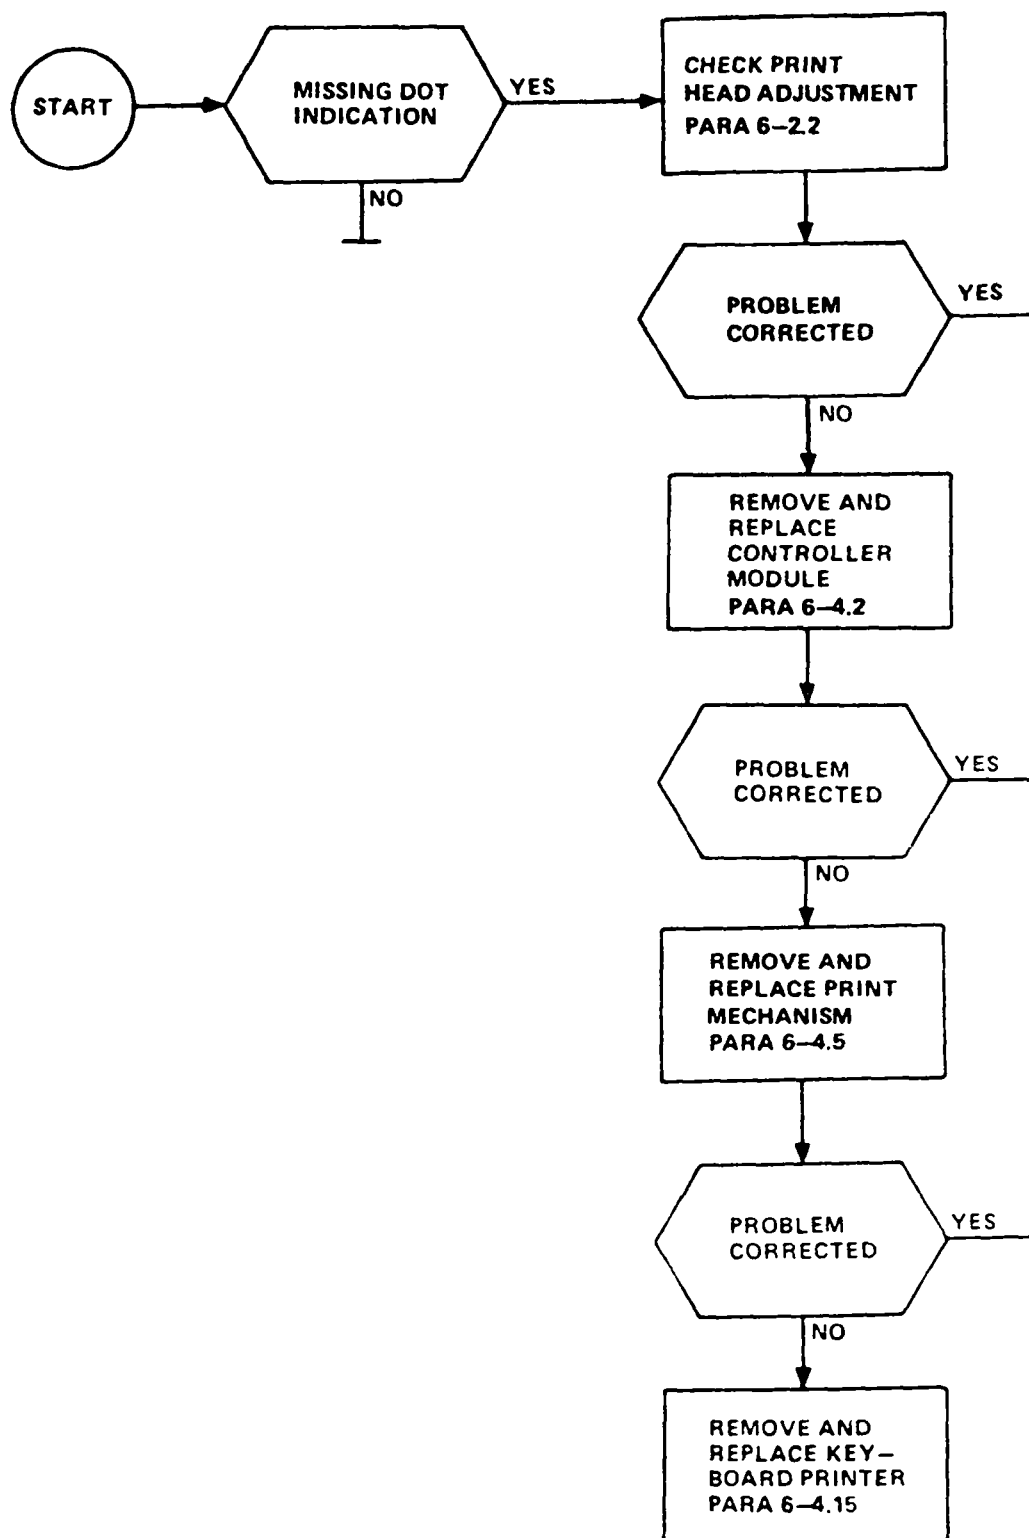 START
MISSING DOT
INDICATION
YES
NO
CHECK PRINT
HEAD ADJUSTMENT
PARA 6–2.2
PROBLEM
CORRECTED
YES
NO
REMOVE AND
REPLACE
CONTROLLER
MODULE
PARA 6–4.2
PROBLEM
CORRECTED
YES
NO
REMOVE AND
REPLACE PRINT
MECHANISM
PARA 6–4.5
PROBLEM
CORRECTED
YES
NO
REMOVE AND
REPLACE KEY–
BOARD PRINTER
PARA 6–4.15